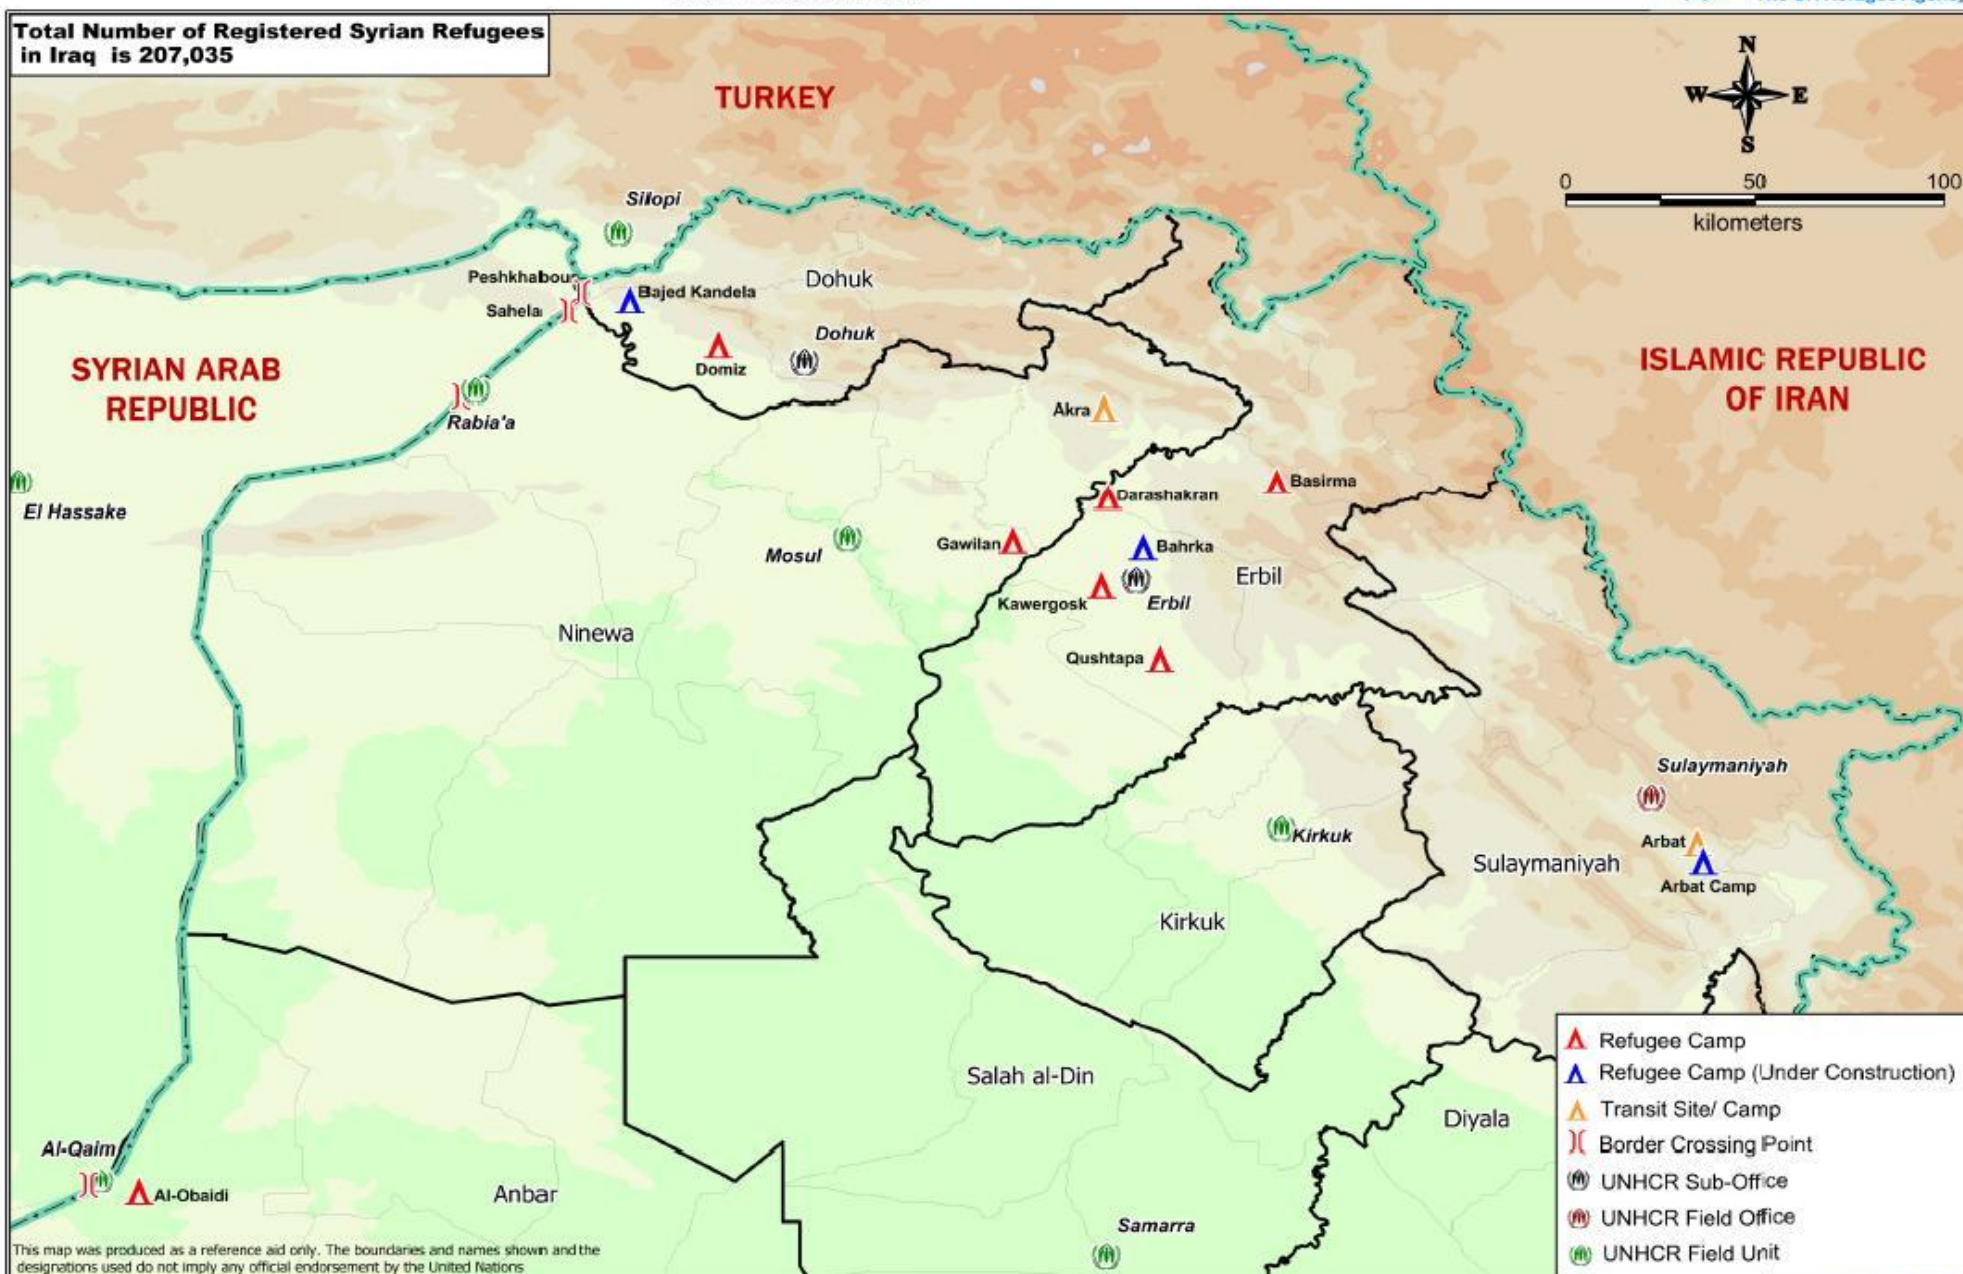 Total Number of Registered Syrian Refugees
in Iraq is 207,035
TURKEY
N
W E
S
0 50 100
kilometers
Silopi
Peshkhabour
Sahela
Bajed Kandela
Dohuk
Dohuk
Domiz
SYRIAN ARAB
REPUBLIC
ISLAMIC REPUBLIC
OF IRAN
Rabia'a
Akra
El Hassake
Basirma
Darashakran
Mosul
Gawilan
Bahrka
Erbil
Kawergosk
Erbil
Ninewa
Qushtapa
Sulaymaniyah
Kirkuk
Arbat
Sulaymaniyah
Arbat Camp
Kirkuk
Salah al-Din
Diyala
Al-Qaim
Al-Obaidi
Anbar
Samarra
Refugee Camp
Refugee Camp (Under Construction)
Transit Site/ Camp
Border Crossing Point
UNHCR Sub-Office
UNHCR Field Office
UNHCR Field Unit
This map was produced as a reference aid only. The boundaries and names shown and the
designations used do not imply any official endorsement by the United Nations